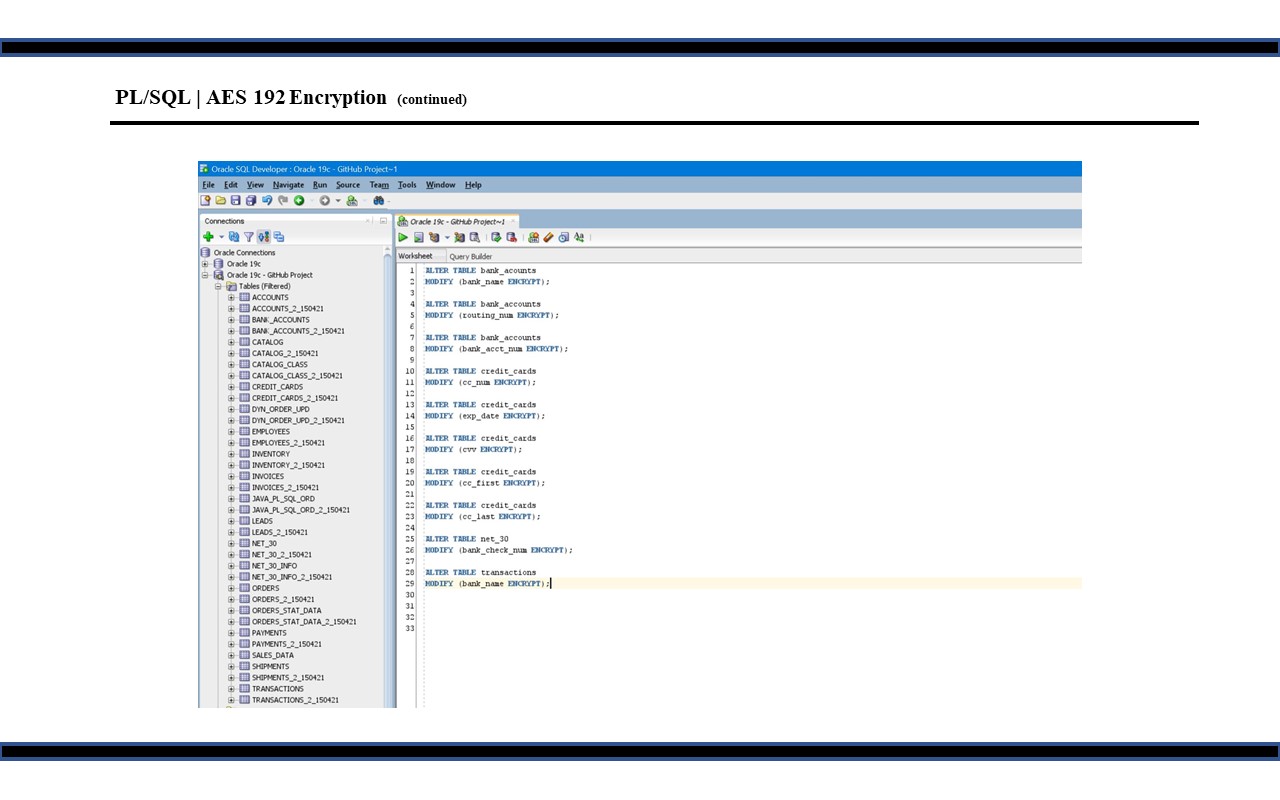 PL/SQL | AES 192 Encryption (continued)
Oracle SQL Developer : Oracle 19c - GitHub Project~1
File Edit View Navigate Run Source Team Tools Window Help
Connections
Oracle Connections
Oracle 19c
Oracle 19c - GitHub Project
Tables (Filtered)
ACCOUNTS
ACCOUNTS_2_150421
BANK_ACCOUNTS
BANK_ACCOUNTS_2_150421
CATALOG
CATALOG_2_150421
CATALOG_CLASS
CATALOG_CLASS_2_150421
CREDIT_CARDS
CREDIT_CARDS_2_150421
DYN_ORDER_UPD
DYN_ORDER_UPD_2_150421
EMPLOYEES
EMPLOYEES_2_150421
INVENTORY
INVENTORY_2_150421
INVOICES
INVOICES_2_150421
JAVA_PL_SQL_ORD
JAVA_PL_SQL_ORD_2_150421
LEADS
LEADS_2_150421
NET_30
NET_30_2_150421
NET_30_INFO
NET_30_INFO_2_150421
ORDERS
ORDERS_2_150421
ORDERS_STAT_DATA
ORDERS_STAT_DATA_2_150421
PAYMENTS
PAYMENTS_2_150421
SALES_DATA
SHIPMENTS
SHIPMENTS_2_150421
TRANSACTIONS
TRANSACTIONS_2_150421
Oracle 19c - GitHub Project~1
Worksheet Query Builder
1 ALTER TABLE bank_acounts
2 MODIFY (bank_name ENCRYPT);
3
4 ALTER TABLE bank_accounts
5 MODIFY (routing_num ENCRYPT);
6
7 ALTER TABLE bank_accounts
8 MODIFY (bank_acct_num ENCRYPT);
9
10 ALTER TABLE credit_cards
11 MODIFY (cc_num ENCRYPT);
12
13 ALTER TABLE credit_cards
14 MODIFY (exp_date ENCRYPT);
15
16 ALTER TABLE credit_cards
17 MODIFY (cvv ENCRYPT);
18
19 ALTER TABLE credit_cards
20 MODIFY (cc_first ENCRYPT);
21
22 ALTER TABLE credit_cards
23 MODIFY (cc_last ENCRYPT);
24
25 ALTER TABLE net_30
26 MODIFY (bank_check_num ENCRYPT);
27
28 ALTER TABLE transactions
29 MODIFY (bank_name ENCRYPT);
30
31
32
33